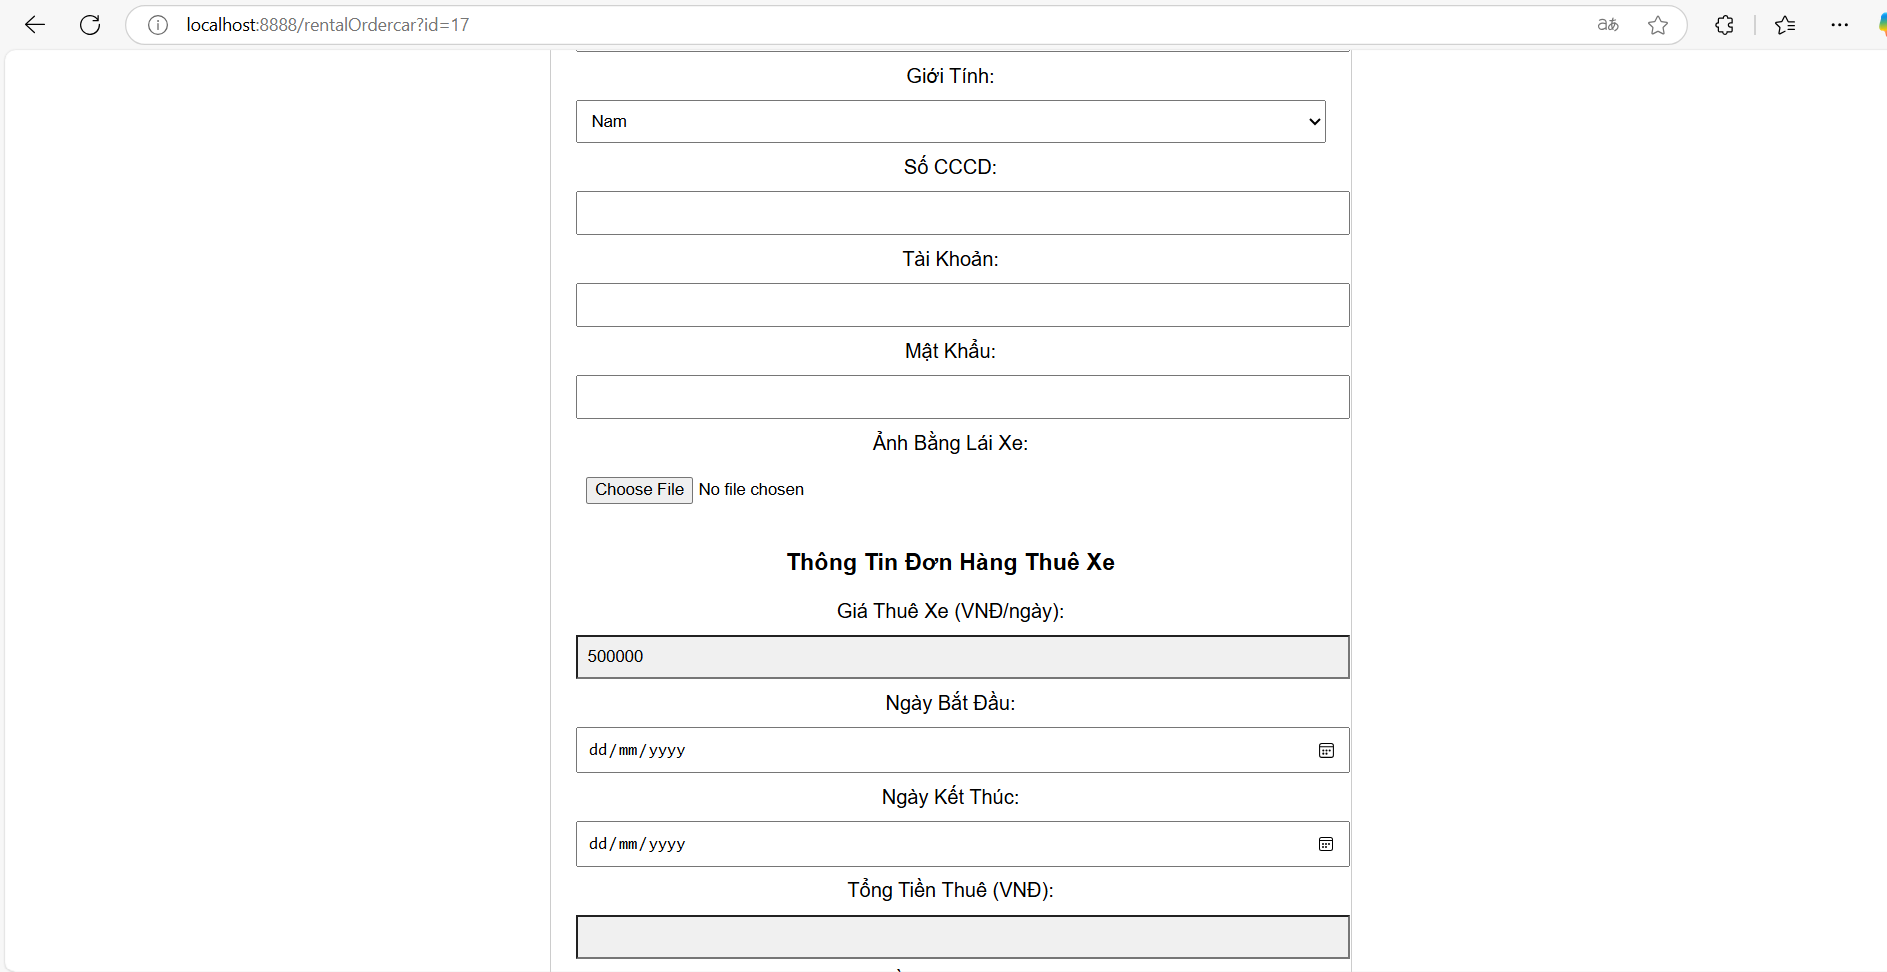 localhost:8888/rentalOrdercar?id=17
aあ
Giới Tính:
Nam
Số CCCD:
Tài Khoản:
Mật Khẩu:
Ảnh Bằng Lái Xe:
Choose File No file chosen
Thông Tin Đơn Hàng Thuê Xe
Giá Thuê Xe (VNĐ/ngày):
500000
Ngày Bắt Đầu:
dd/mm/yyyy
Ngày Kết Thúc:
dd/mm/yyyy
Tổng Tiền Thuê (VNĐ):